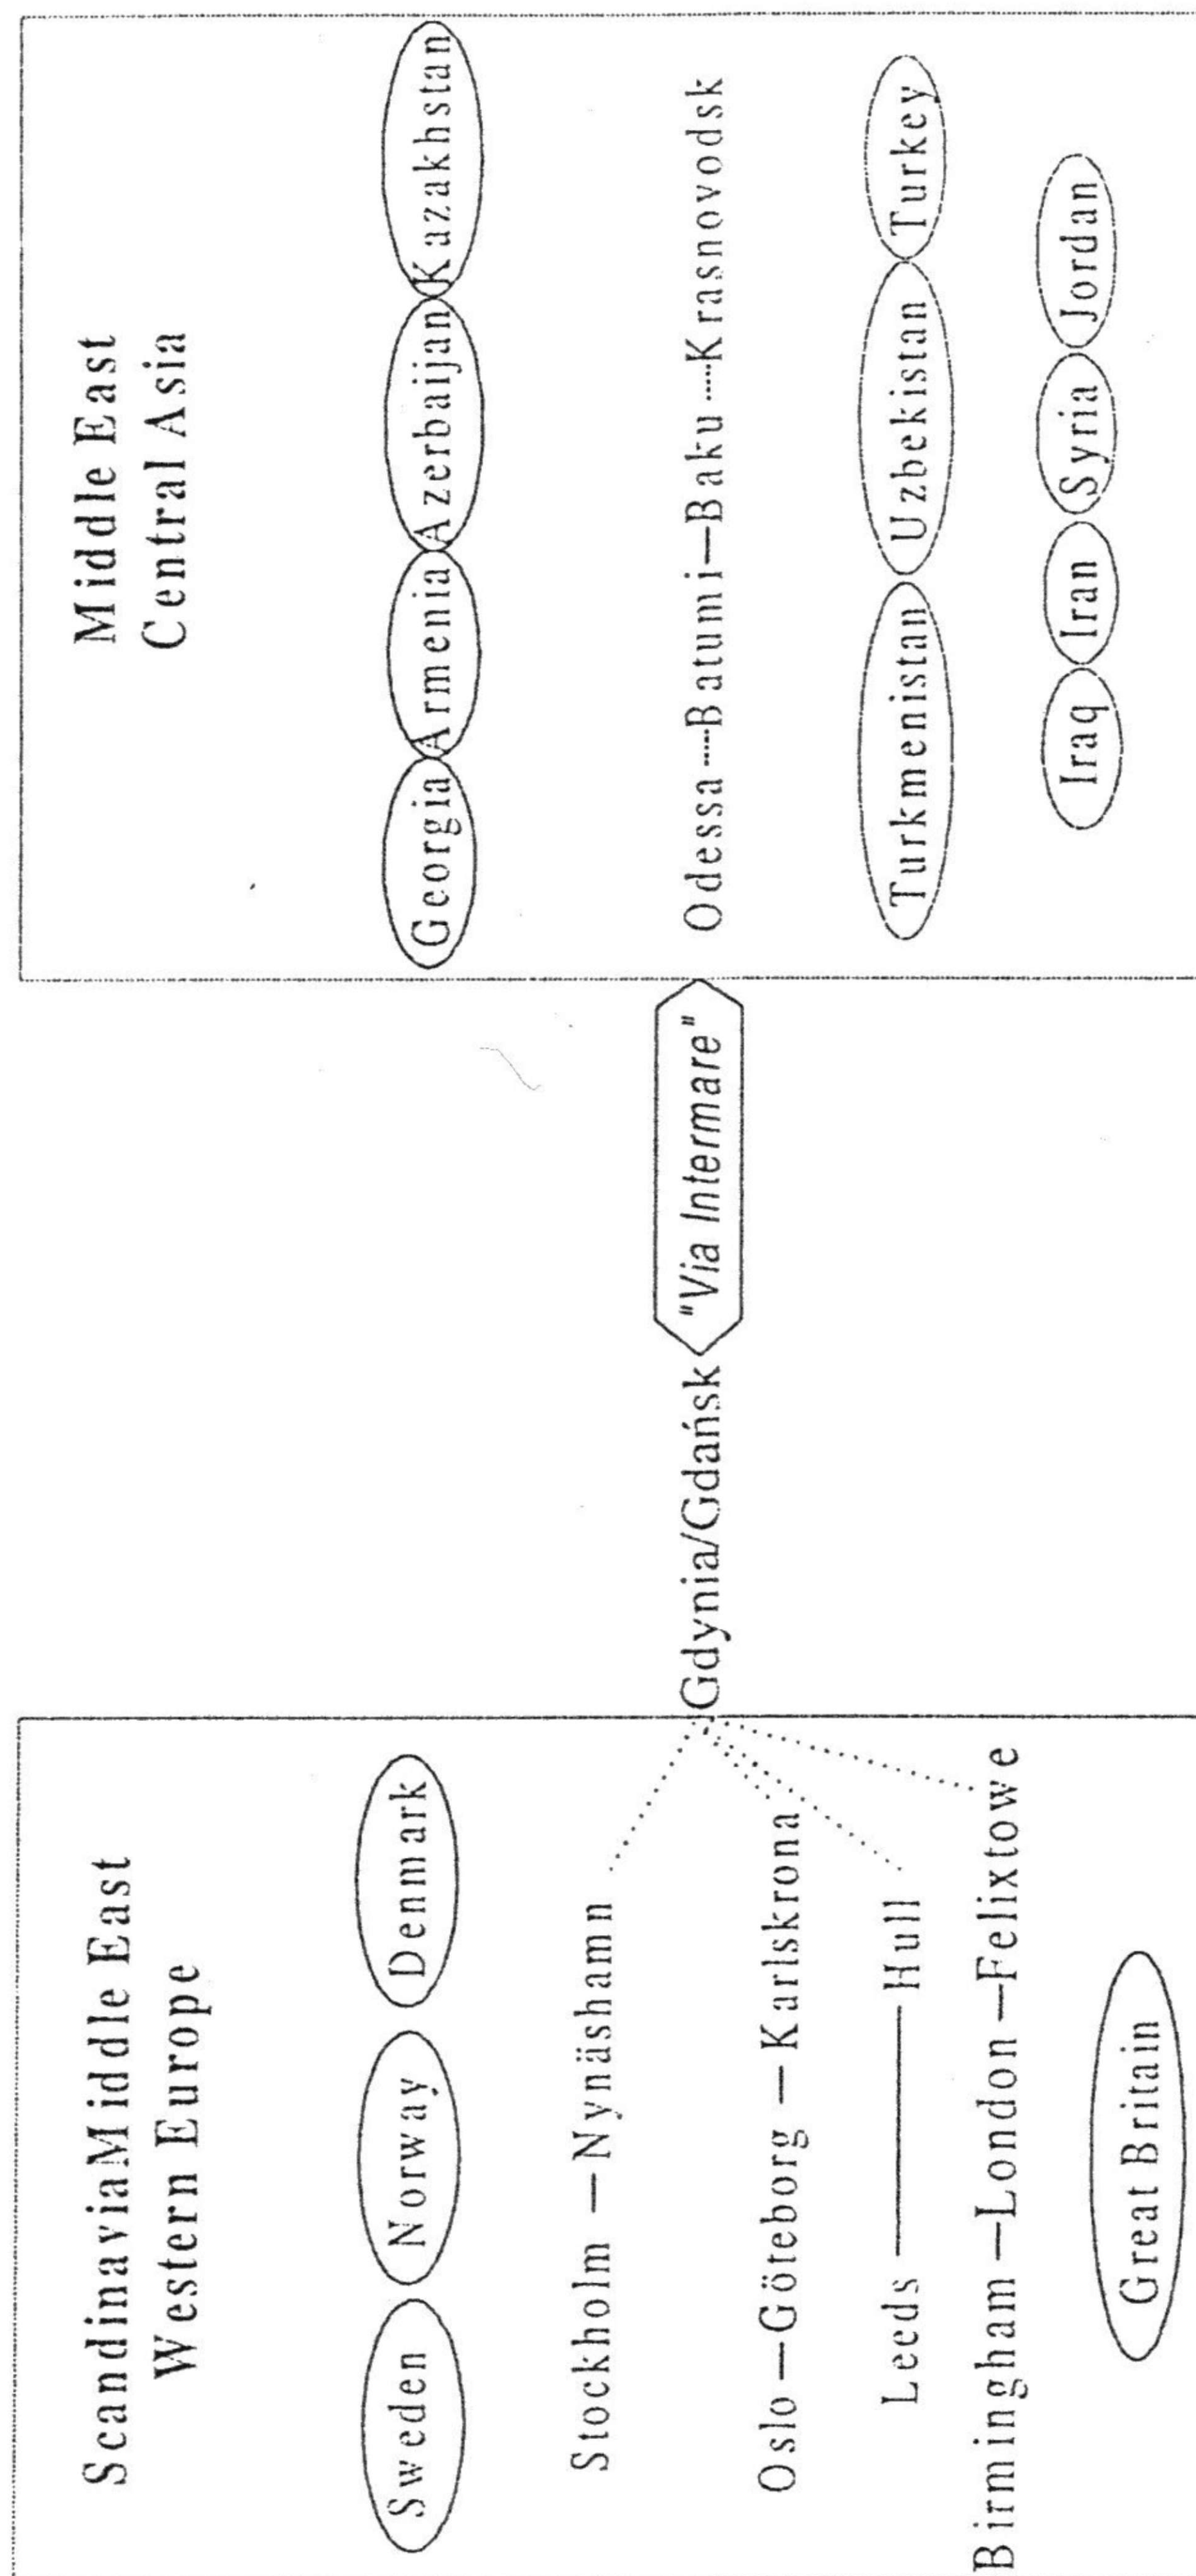 ScandinaviaMiddle East
Western Europe
Sweden Norway Denmark
Stockholm —Nynäshamn
Oslo —Göteborg —Karlskrona
Leeds —Hull
Birmingham —London —Felixtowe
Great Britain
Gdynia/Gdańsk "Via Intermare"
Middle East
Central Asia
Georgia Armenia Azerbaijan Kazakhstan
Odessa ....Batumi—Baku ....Krasnovodsk
Turkmenistan Uzbekistan Turkey
Iraq Iran Syria Jordan